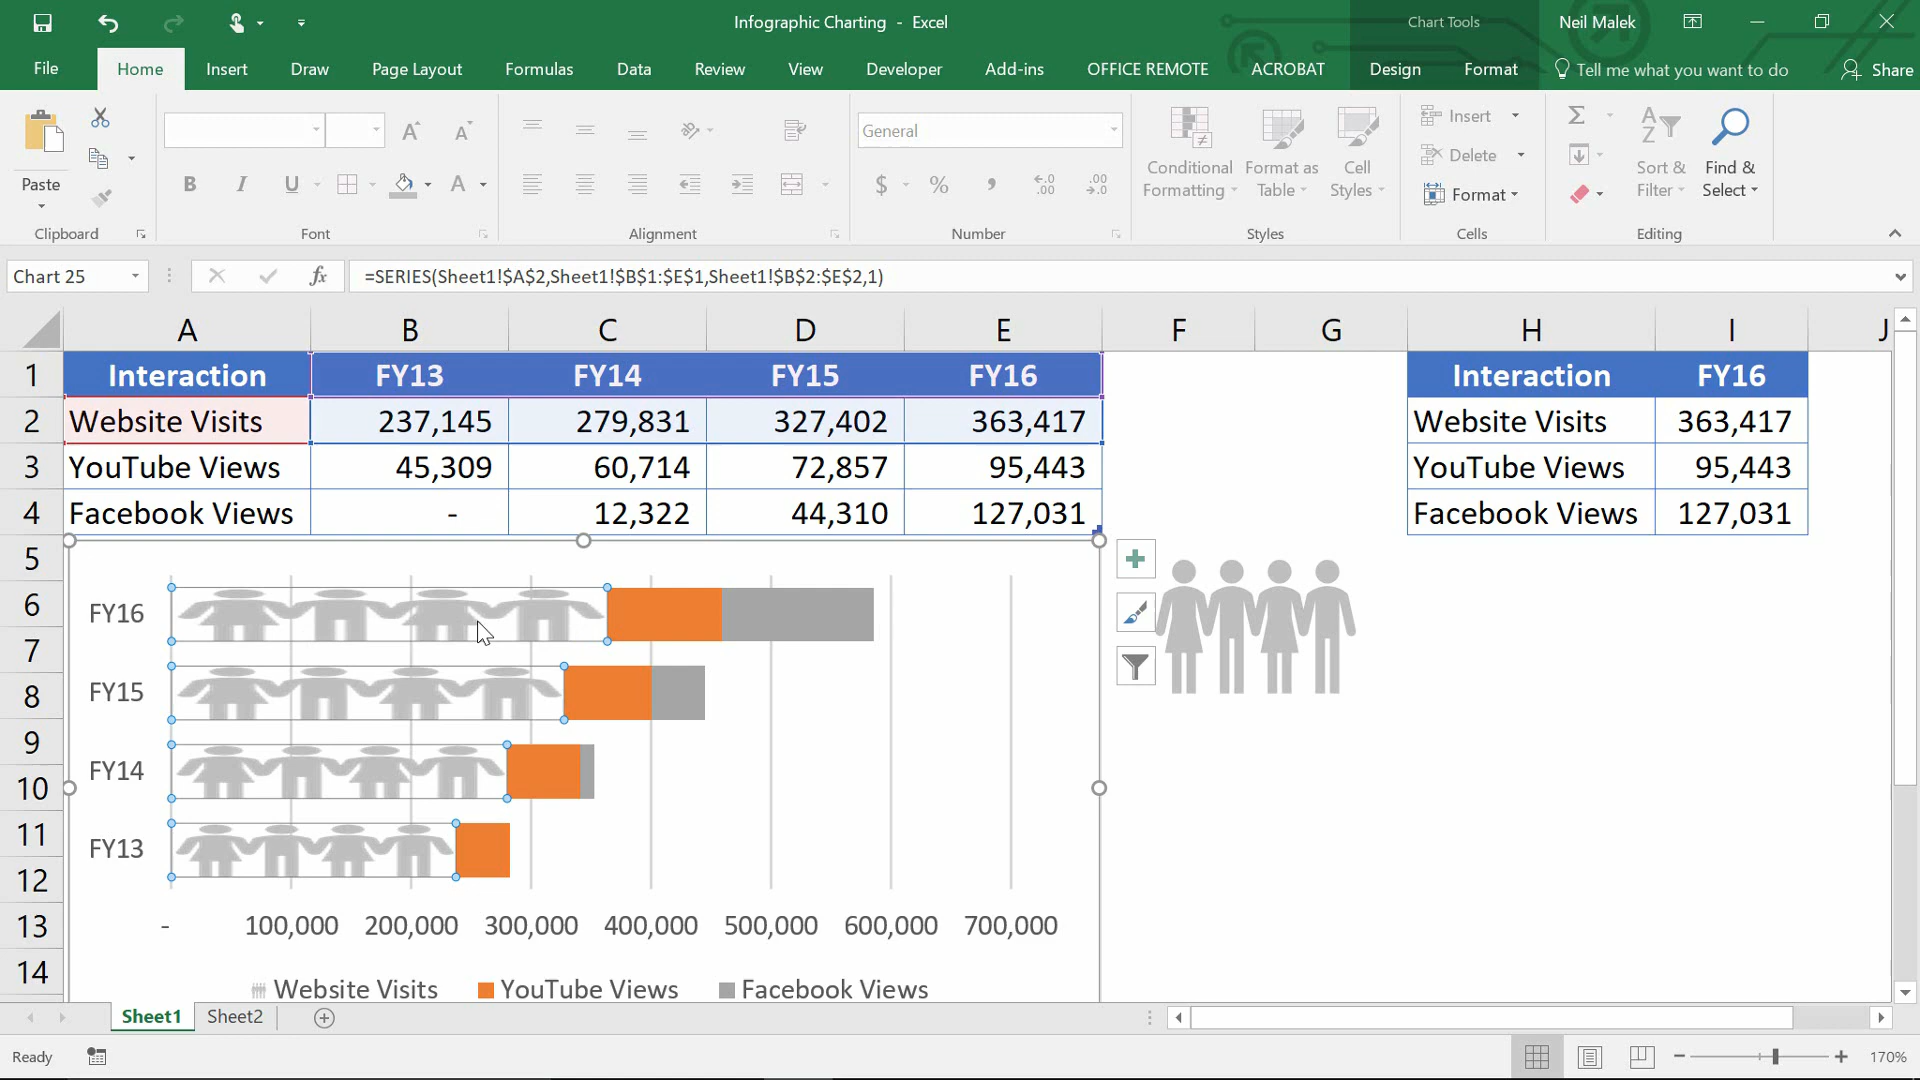 Infographic Charting - Excel
Chart Tools
Neil Malek
File
Home
Insert
Draw
Page Layout
Formulas
Data
Review
View
Developer
Add-ins
OFFICE REMOTE
ACROBAT
Design
Format
Tell me what you want to do
Share
Paste
Clipboard
B I U
A A A
Font
Alignment
General
$ % ,
Number
Conditional
Formatting
Format as
Table
Cell
Styles
Styles
Insert
Delete
Format
Cells
Sort &
Filter
Find &
Select
Editing
Chart 25
fx
=SERIES(Sheet1!$A$2,Sheet1!$B$1:$E$1,Sheet1!$B$2:$E$2,1)
A B C D E F G H I J
1 Interaction FY13 FY14 FY15 FY16 Interaction FY16
2 Website Visits 237,145 279,831 327,402 363,417 Website Visits 363,417
3 YouTube Views 45,309 60,714 72,857 95,443 YouTube Views 95,443
4 Facebook Views - 12,322 44,310 127,031 Facebook Views 127,031
5
6
7
8
9
10
11
12
13
14
FY16
FY15
FY14
FY13
- 100,000 200,000 300,000 400,000 500,000 600,000 700,000
Website Visits YouTube Views Facebook Views
Sheet1 Sheet2
Ready
170%